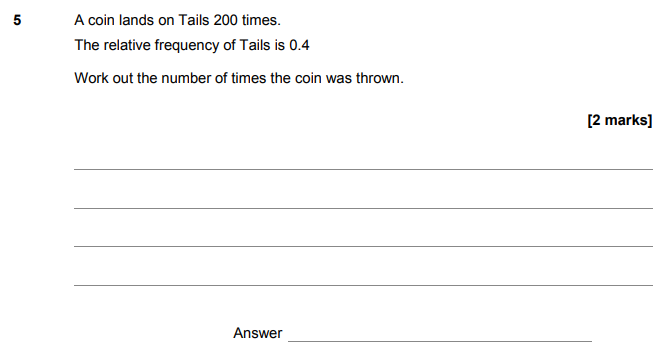 5 A coin lands on Tails 200 times.
The relative frequency of Tails is 0.4
Work out the number of times the coin was thrown.
[2 marks]
Answer